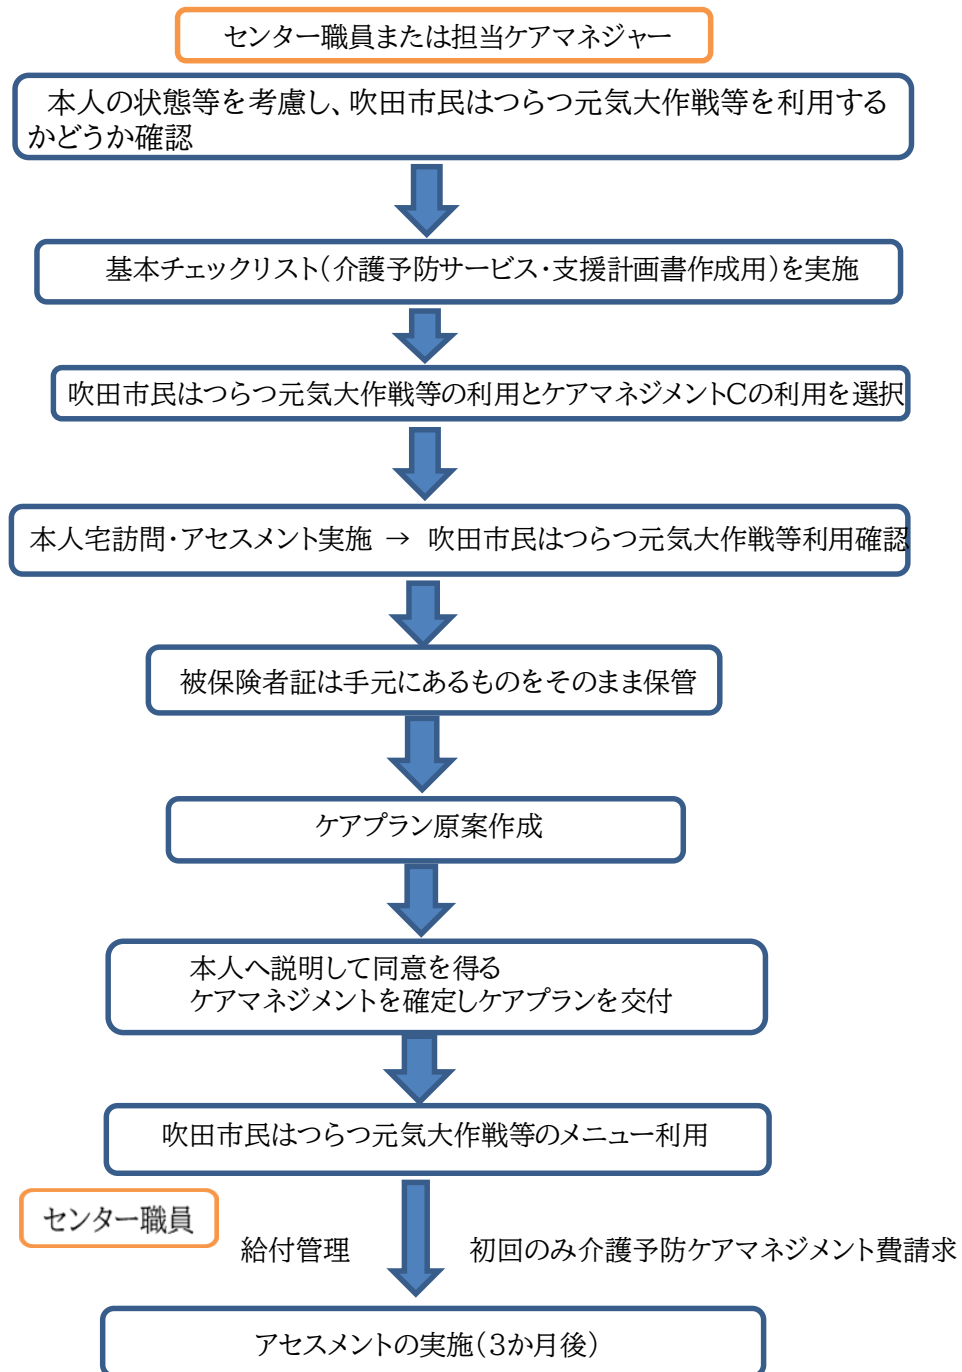 センター職員または担当ケアマネジャー
本人の状態等を考慮し、吹田市民はつらつ元気大作戦等を利用する
かどうか確認
基本チェックリスト(介護予防サービス・支援計画書作成用)を実施
吹田市民はつらつ元気大作戦等の利用とケアマネジメントCの利用を選択
本人宅訪問・アセスメント実施 → 吹田市民はつらつ元気大作戦等利用確認
被保険者証は手元にあるものをそのまま保管
ケアプラン原案作成
本人へ説明して同意を得る
ケアマネジメントを確定しケアプランを交付
吹田市民はつらつ元気大作戦等のメニュー利用
センター職員
給付管理 初回のみ介護予防ケアマネジメント費請求
アセスメントの実施(3か月後)